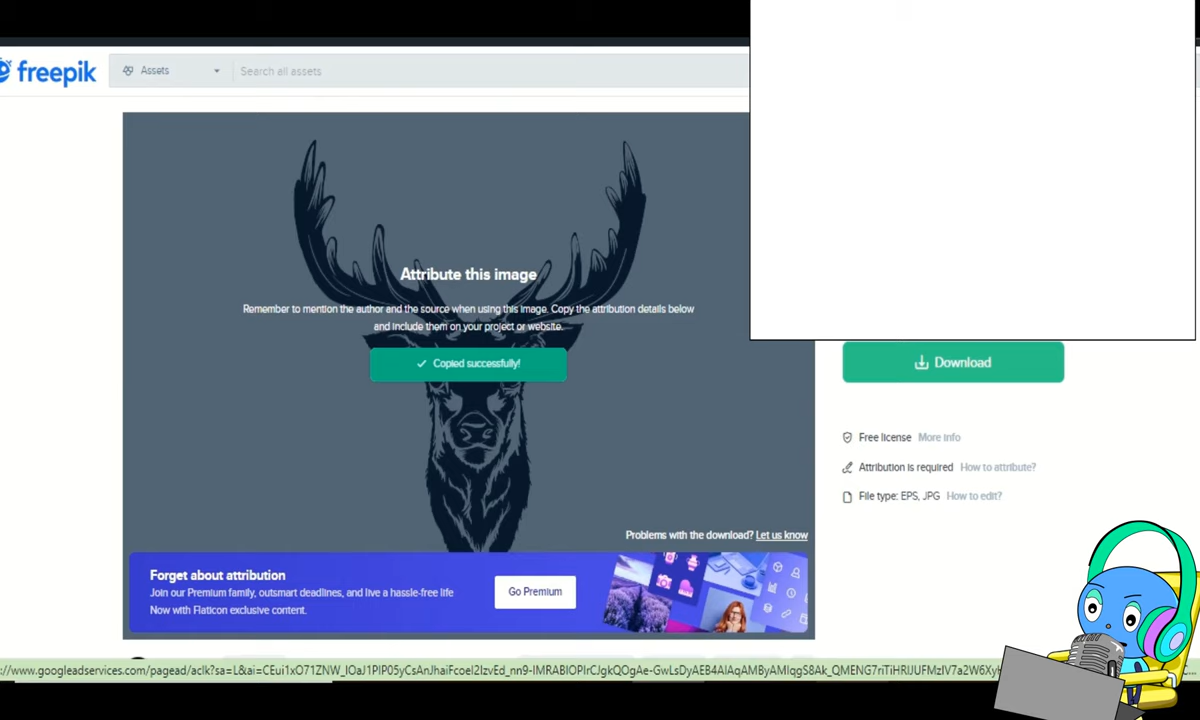 freepik
Assets
Search all assets
Attribute this image
Remember to mention the author and the source when using this image. Copy the attribution details below
and include them on your project or website.
Copied successfully!
Download
Free license More info
Attribution is required How to attribute?
File type: EPS, JPG How to edit?
Problems with the download? Let us know
Forget about attribution
Join our Premium family, outsmart deadlines, and live a hassle-free life
Now with Flaticon exclusive content.
Go Premium